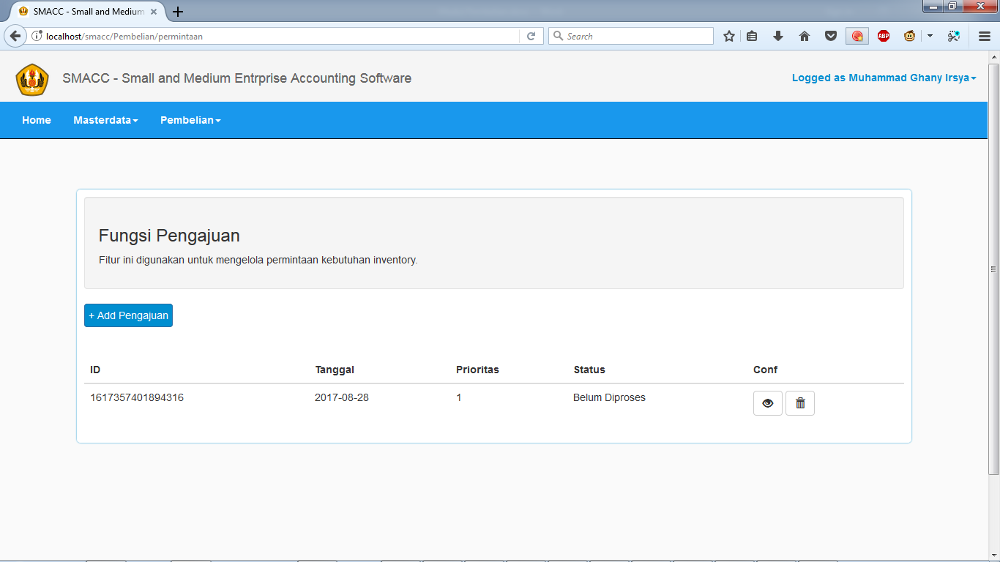 SMACC - Small and Medium
localhost/smacc/Pembelian/permintaan
Search
ABP
SMACC - Small and Medium Entrprise Accounting Software
Logged as Muhammad Ghany Irsya
Home Masterdata Pembelian
Fungsi Pengajuan
Fitur ini digunakan untuk mengelola permintaan kebutuhan inventory.
+ Add Pengajuan
ID Tanggal Prioritas Status Conf
1617357401894316 2017-08-28 1 Belum Diproses